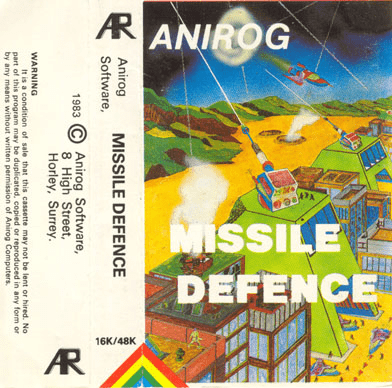 WARNING
It is a condition of sale that this cassette may not be lent or hired. No
part of this program may be duplicated, copied or reproduced in any form or
by any means without written permission of Anirog Computers.
AR
Anirog
Software,
MISSILE DEFENCE
1983 © Anirog Software,
8 High Street,
Horley, Surrey.
16K/48K
AR
ANIROG
MISSILE
DEFENCE